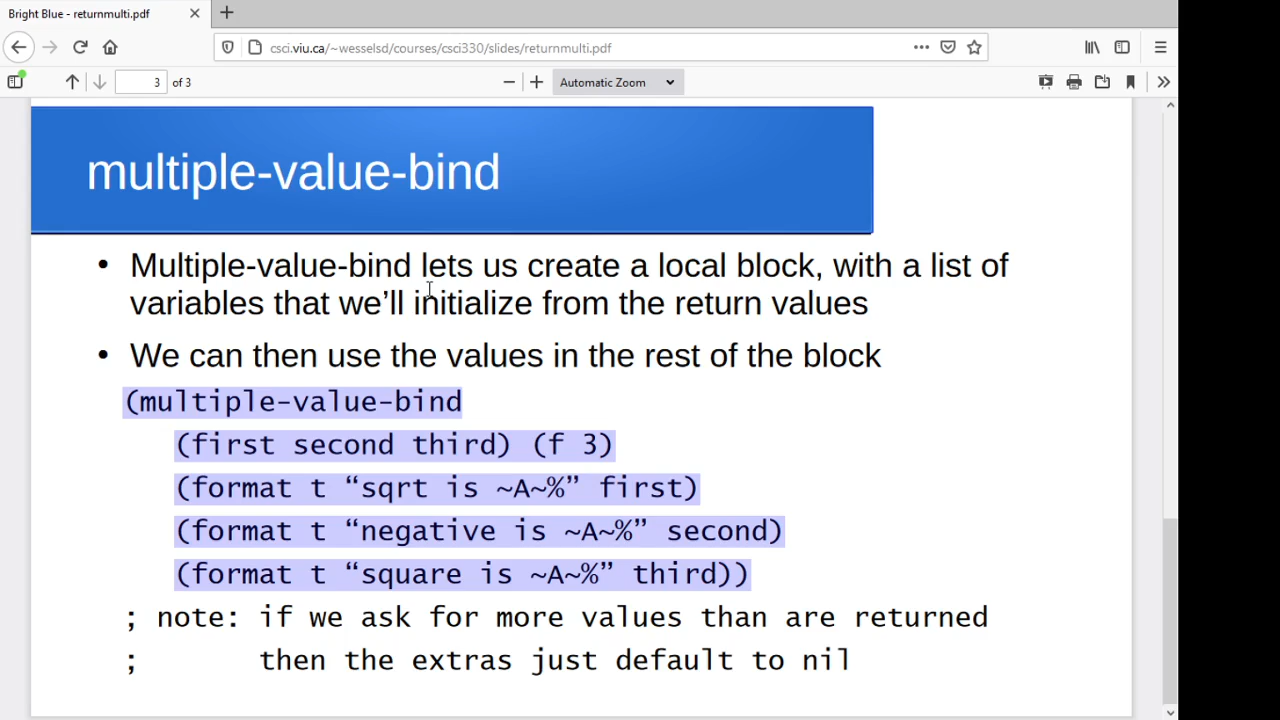 Bright Blue - returnmulti.pdf
csci.viu.ca/~wesselsd/courses/csci330/slides/returnmulti.pdf
3 of 3
Automatic Zoom
multiple-value-bind
• Multiple-value-bind lets us create a local block, with a list of
variables that we’ll initialize from the return values
• We can then use the values in the rest of the block
(multiple-value-bind
(first second third) (f 3)
(format t “sqrt is ~A~%” first)
(format t “negative is ~A~%” second)
(format t “square is ~A~%” third))
; note: if we ask for more values than are returned
; then the extras just default to nil